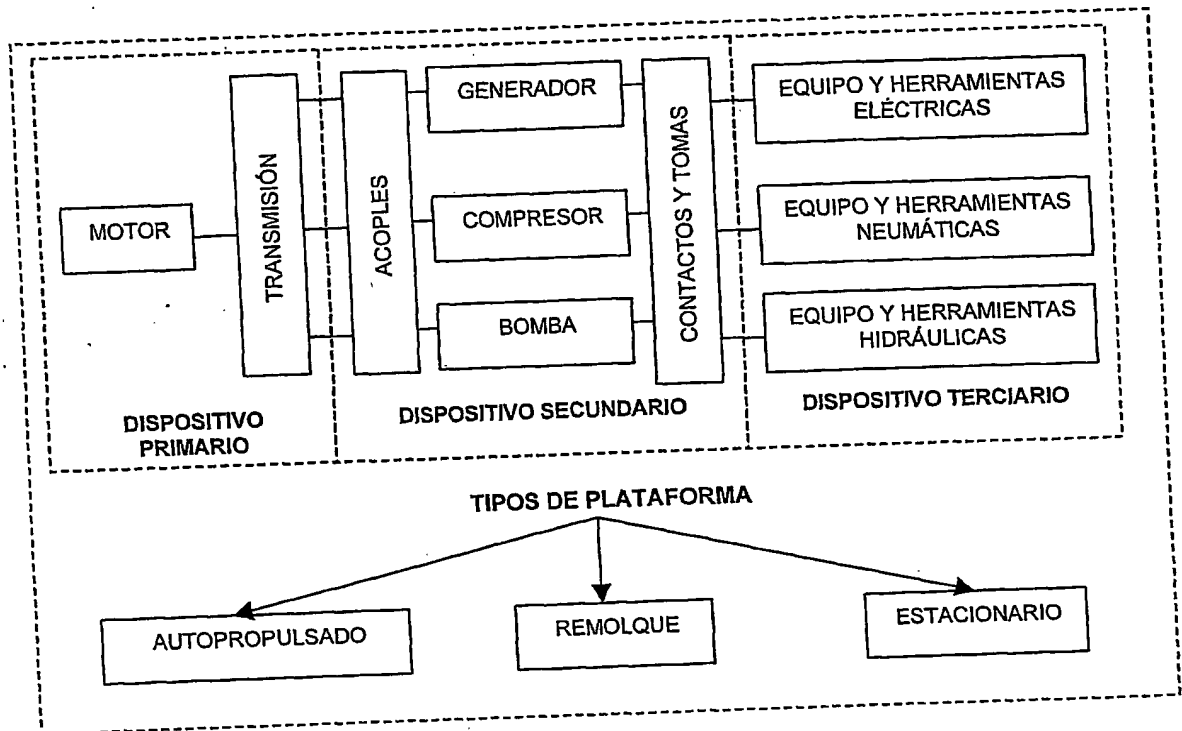 MOTOR
TRANSMISIÓN
DISPOSITIVO
PRIMARIO
ACOPLES
GENERADOR
COMPRESOR
BOMBA
CONTACTOS Y TOMAS
DISPOSITIVO SECUNDARIO
EQUIPO Y HERRAMIENTAS
ELÉCTRICAS
EQUIPO Y HERRAMIENTAS
NEUMÁTICAS
EQUIPO Y HERRAMIENTAS
HIDRÁULICAS
DISPOSITIVO TERCIARIO
TIPOS DE PLATAFORMA
AUTOPROPULSADO
REMOLQUE
ESTACIONARIO